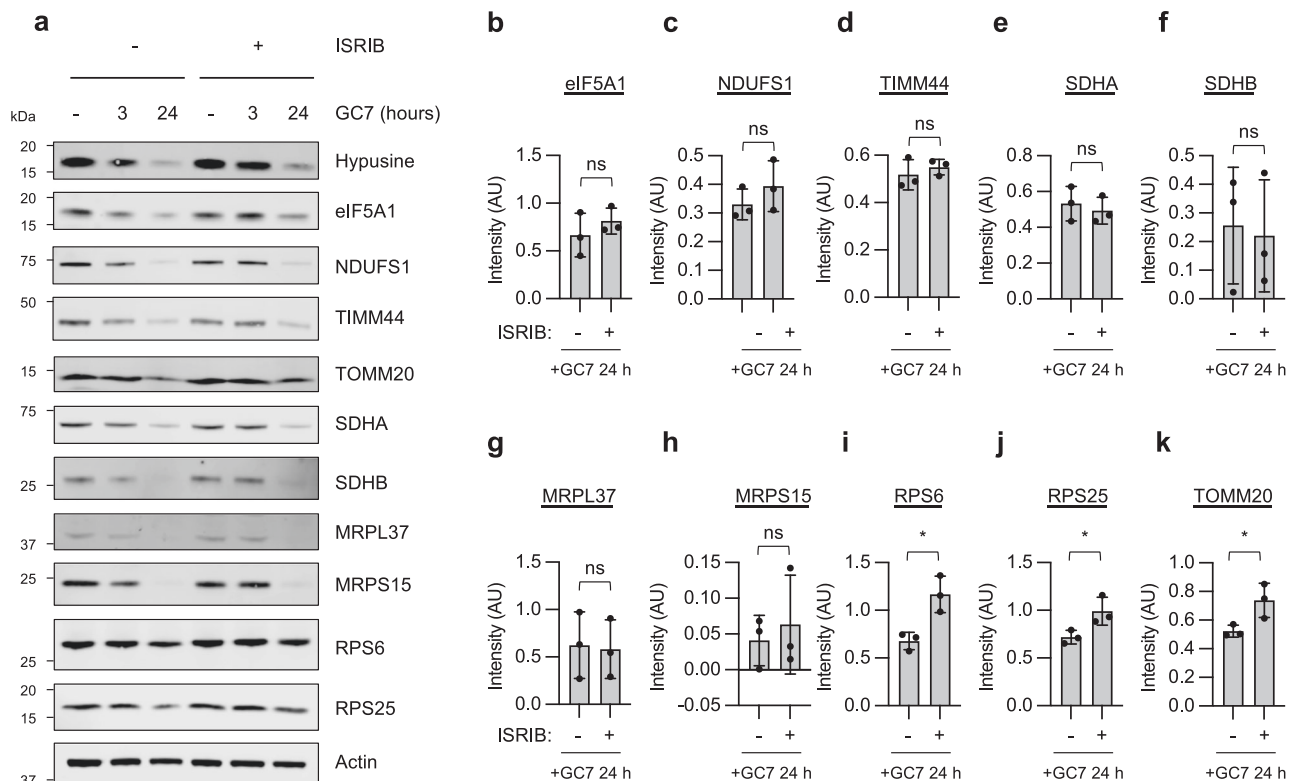 a
- + ISRIB
kDa - 3 24 - 3 24 GC7 (hours)
20
15
Hypusine
20
15
eIF5A1
75
NDUFS1
50
TIMM44
15
TOMM20
75
SDHA
25
SDHB
37
MRPL37
25
MRPS15
25
RPS6
20
15
RPS25
37
Actin
b
eIF5A1
ns
Intensity (AU)
1.5
1.0
0.5
0.0
ISRIB: - +
+GC7 24 h
c
NDUFS1
ns
Intensity (AU)
0.5
0.4
0.3
0.2
0.1
0.0
- +
+GC7 24 h
d
TIMM44
ns
Intensity (AU)
0.6
0.4
0.2
0.0
- +
+GC7 24 h
e
SDHA
ns
Intensity (AU)
0.8
0.6
0.4
0.2
0.0
- +
+GC7 24 h
f
SDHB
ns
Intensity (AU)
0.5
0.4
0.3
0.2
0.1
0.0
- +
+GC7 24 h
g
MRPL37
ns
Intensity (AU)
1.5
1.0
0.5
0.0
ISRIB: - +
+GC7 24 h
h
MRPS15
ns
Intensity (AU)
0.15
0.10
0.05
0.00
-0.05
- +
+GC7 24 h
i
RPS6
*
Intensity (AU)
1.5
1.0
0.5
0.0
- +
+GC7 24 h
j
RPS25
*
Intensity (AU)
1.5
1.0
0.5
0.0
- +
+GC7 24 h
k
TOMM20
*
Intensity (AU)
1.0
0.8
0.6
0.4
0.2
0.0
- +
+GC7 24 h